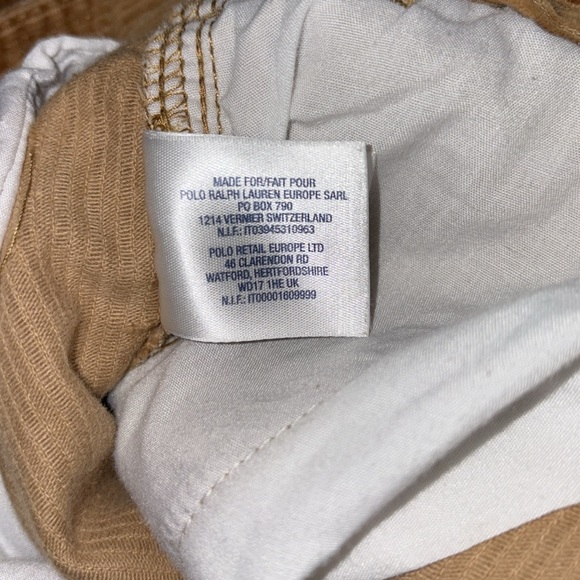 MADE FOR/FAIT POUR
POLO RALPH LAUREN EUROPE SARL
PO BOX 790
1214 VERNIER SWITZERLAND
N.I.F.: IT03945310963
POLO RETAIL EUROPE LTD
46 CLARENDON RD
WATFORD, HERTFORDSHIRE
WD17 1HE UK
N.I.F.: IT00001609999